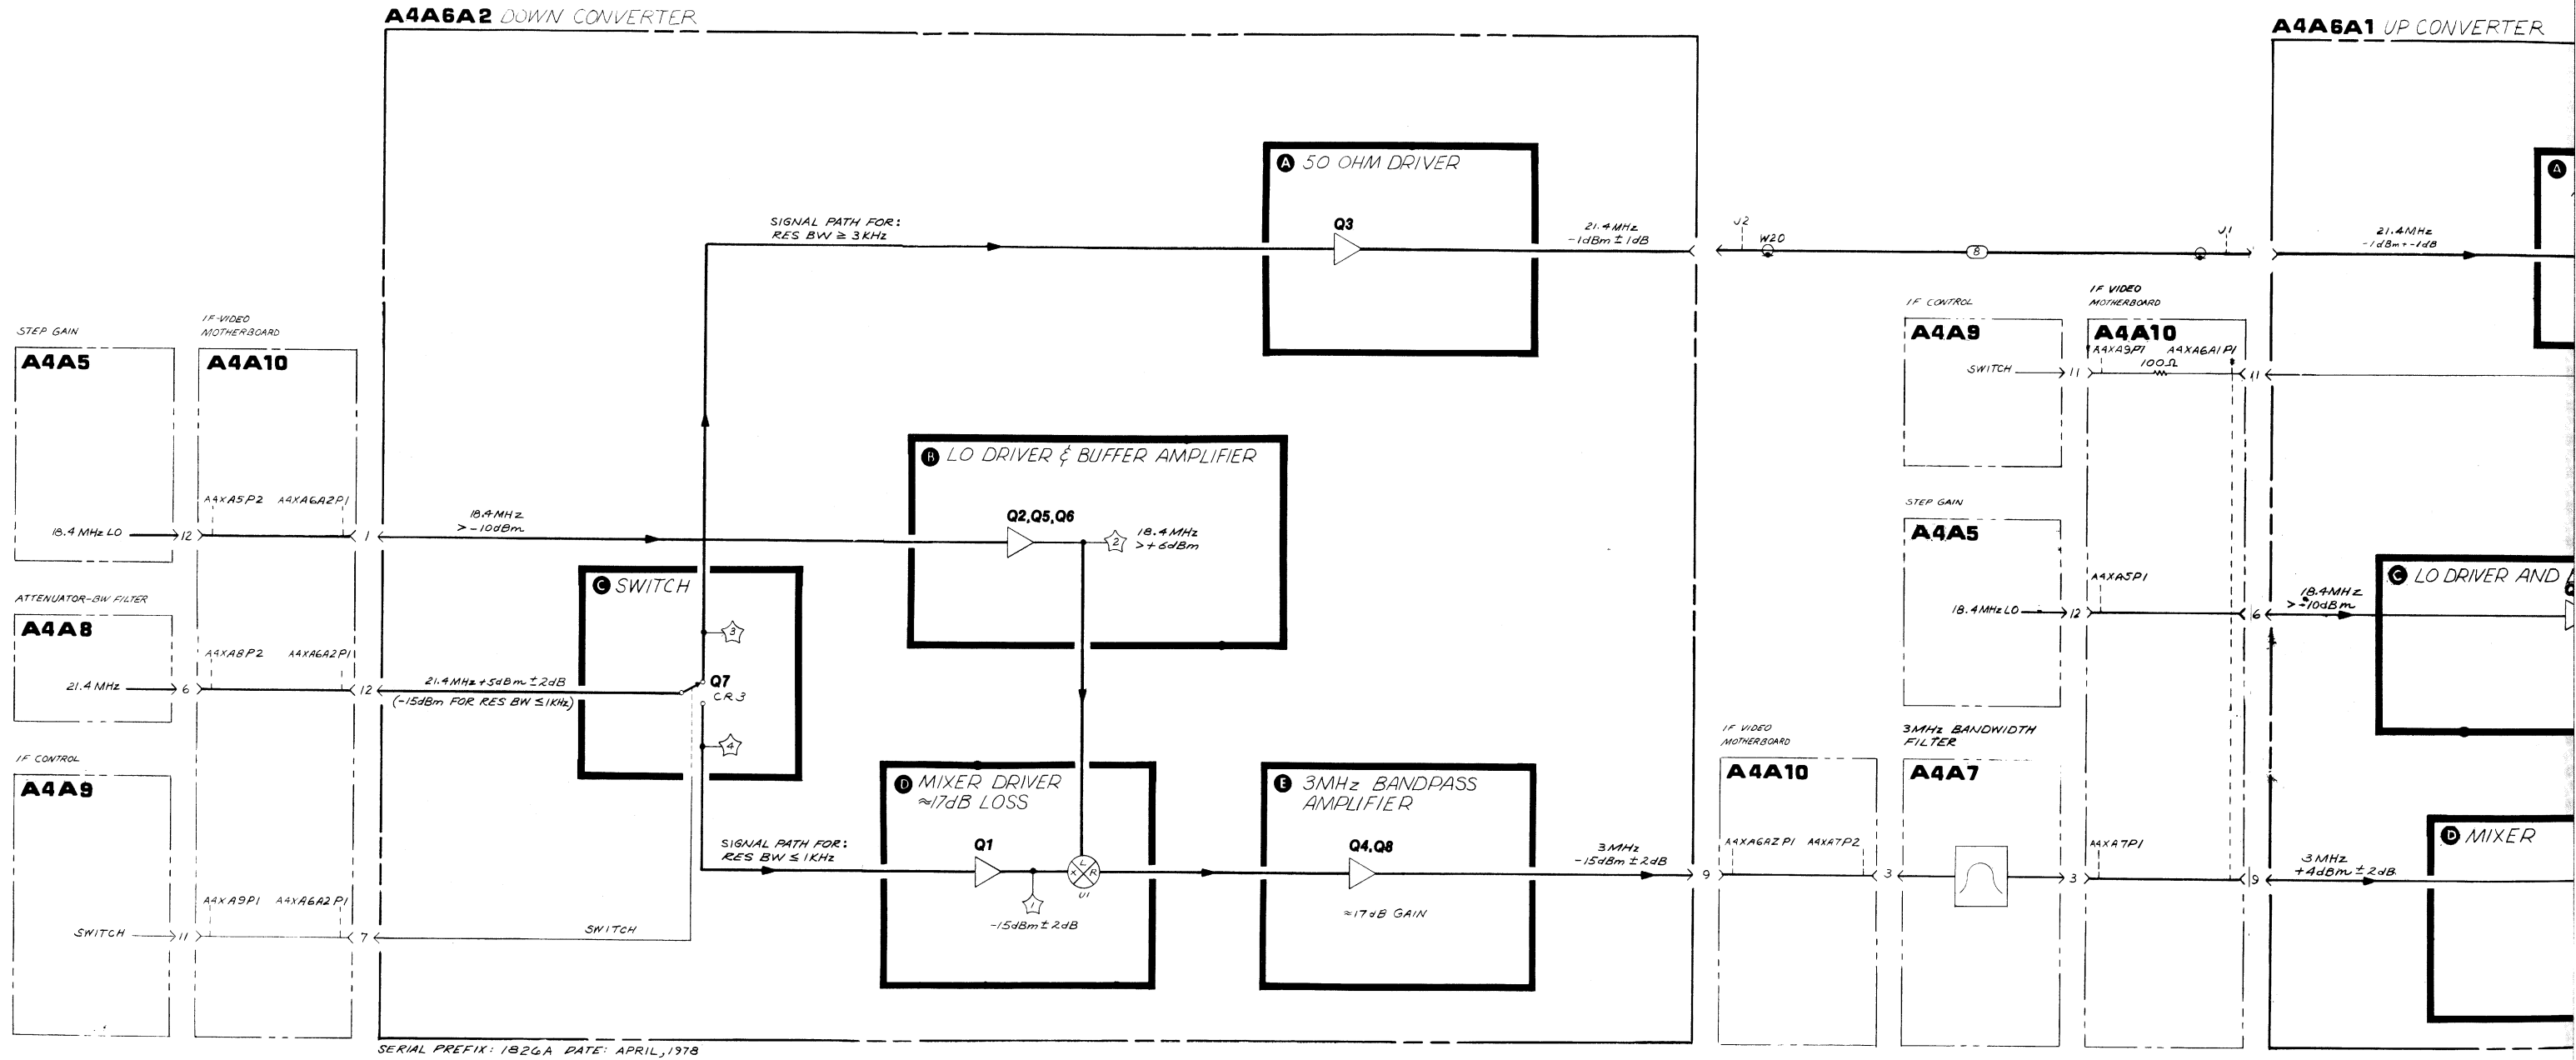 A4A6A2 DOWN CONVERTER
A4A6A1 UP CONVERTER
STEP GAIN
A4A5
18.4 MHz LO
12
ATTENUATOR-BW FILTER
A4A8
21.4 MHz
6
IF CONTROL
A4A9
SWITCH
11
IF-VIDEO
MOTHERBOARD
A4A10
A4XA5P2 A4XA6A2P1
1
A4XA8P2 A4XA6A2P1
12
A4XA9P1 A4XA6A2P1
7
18.4MHz
>-10dBm
21.4MHz +5dBm ±2dB
(-15dBm FOR RES BW ≤1KHz)
SWITCH
C SWITCH
3
Q7
CR3
4
SIGNAL PATH FOR:
RES BW ≥ 3KHz
A 50 OHM DRIVER
Q3
21.4MHz
-1dBm ± 1dB
B LO DRIVER & BUFFER AMPLIFIER
Q2,Q5,Q6
2
18.4MHz
>+6dBm
SIGNAL PATH FOR:
RES BW ≤ 1KHz
D MIXER DRIVER
≈17dB LOSS
Q1
L
X
R
U1
1
-15dBm ± 2dB
E 3MHz BANDPASS
AMPLIFIER
Q4,Q8
≈17dB GAIN
3MHz
-15dBm ± 2dB
9
J2
W20
8
J1
IF CONTROL
A4A9
SWITCH
11
IF VIDEO
MOTHERBOARD
A4A10
A4XA9P1 A4XA6A1P1
100Ω
11
STEP GAIN
A4A5
18.4MHz LO
12
A4XA5P1
6
IF VIDEO
MOTHERBOARD
A4A10
A4XA6A2P1 A4XA7P2
3
3MHz BANDWIDTH
FILTER
A4A7
3
A4XA7P1
9
21.4MHz
-1dBm+-1dB
A
18.4MHz
>-10dBm
C LO DRIVER AND
3MHz
+4dBm ±2dB
D MIXER
SERIAL PREFIX: 1826A DATE: APRIL,1978